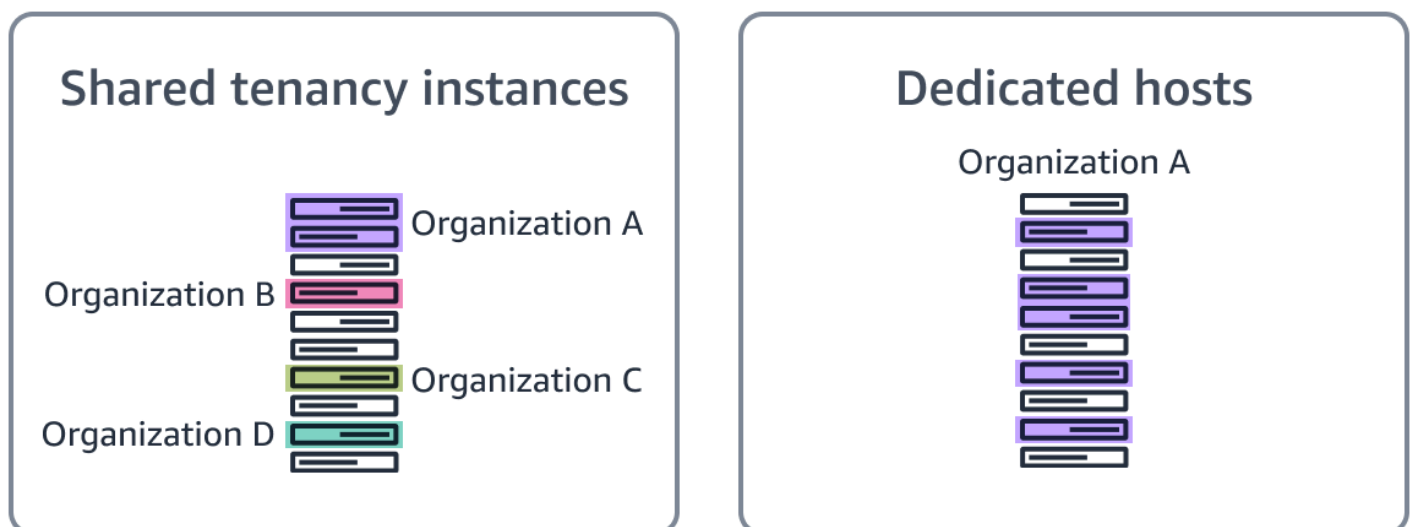 Shared tenancy instances
Organization A
Organization B
Organization C
Organization D
Dedicated hosts
Organization A